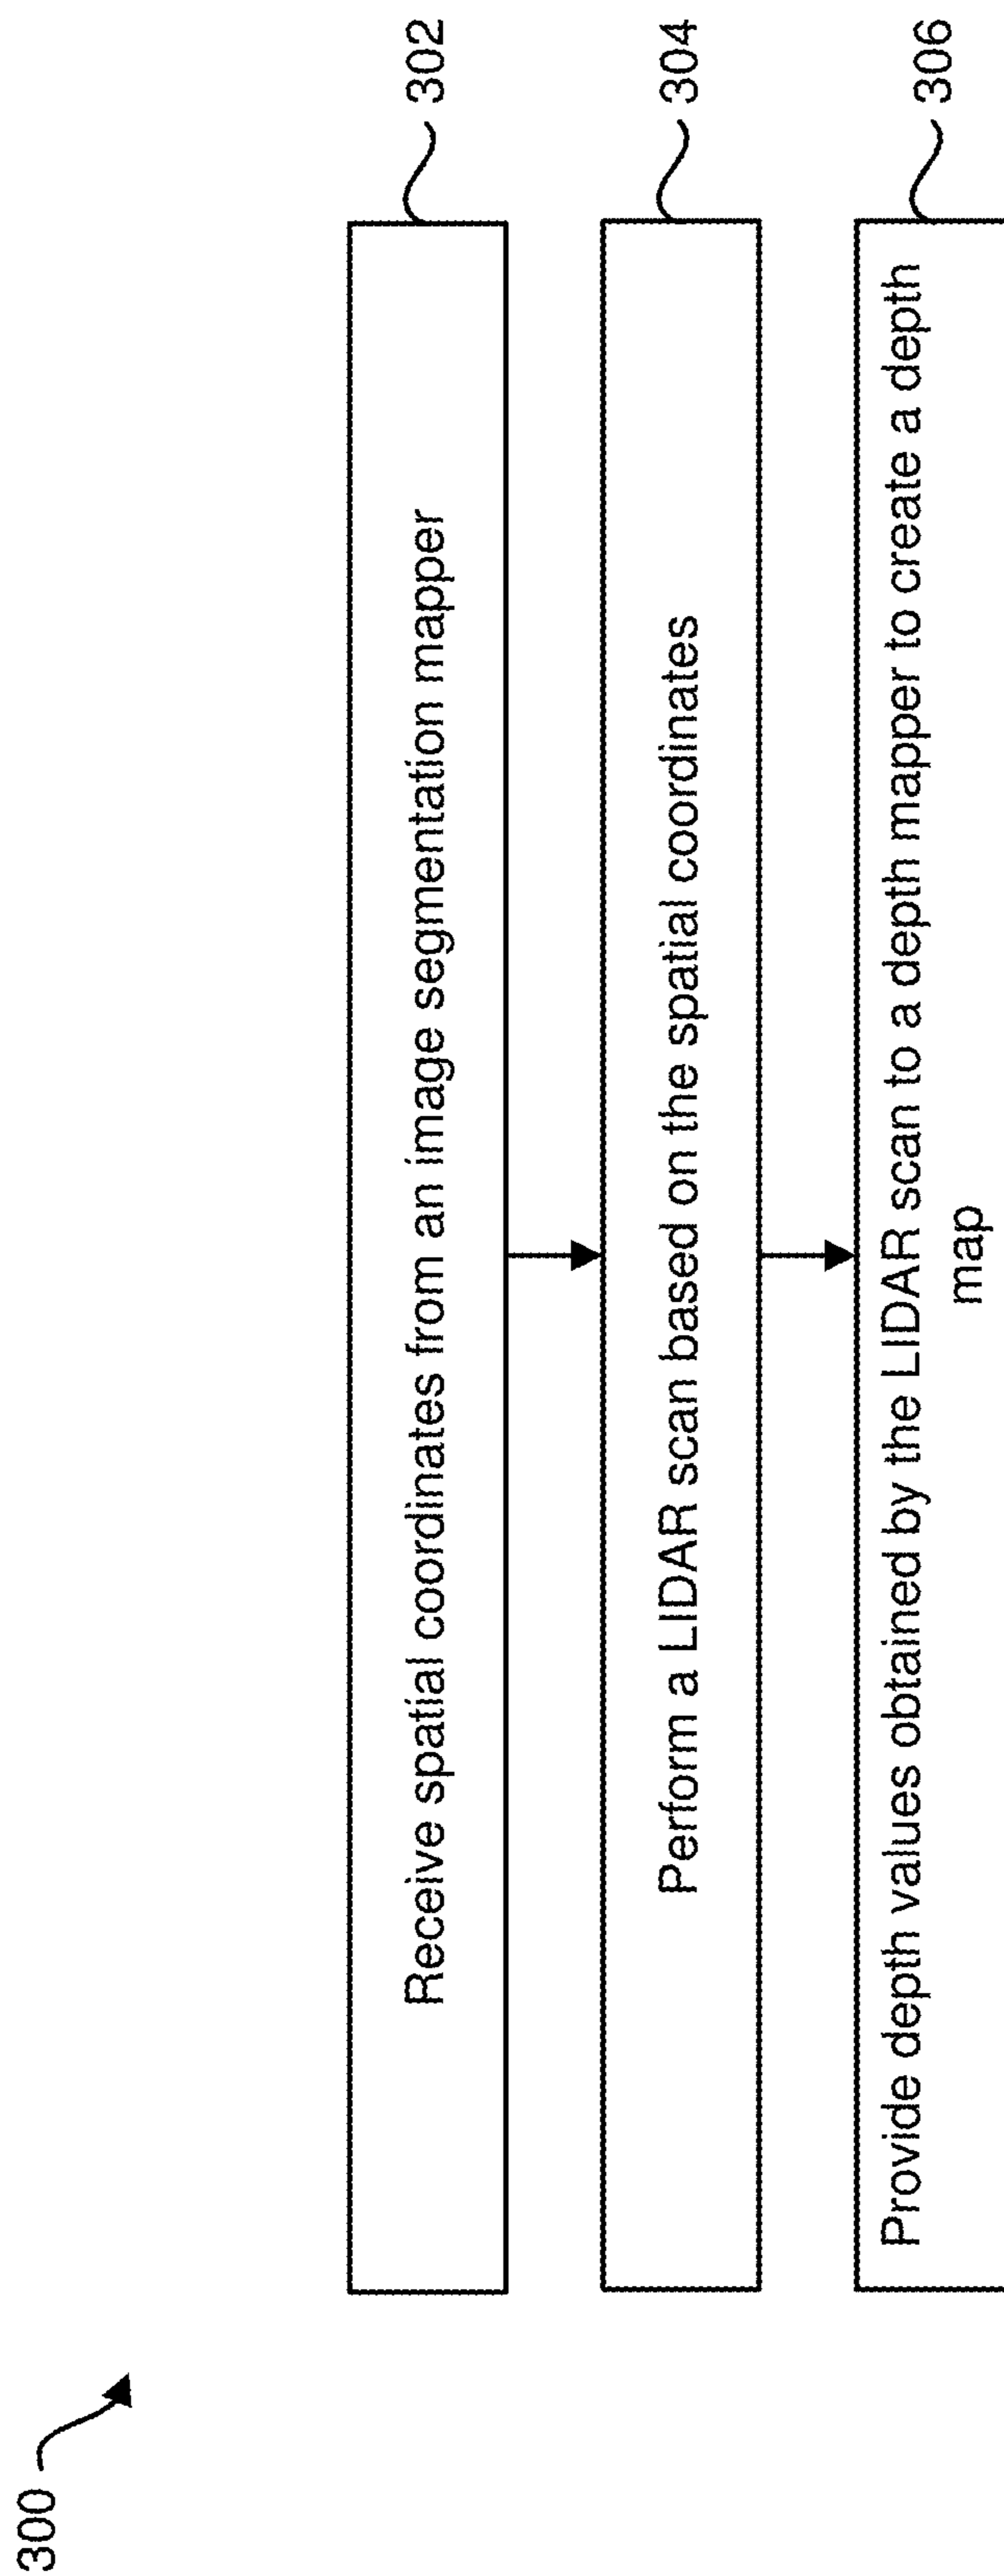 300
Receive spatial coordinates from an image segmentation mapper
302
Perform a LIDAR scan based on the spatial coordinates
304
Provide depth values obtained by the LIDAR scan to a depth mapper to create a depth
map
306